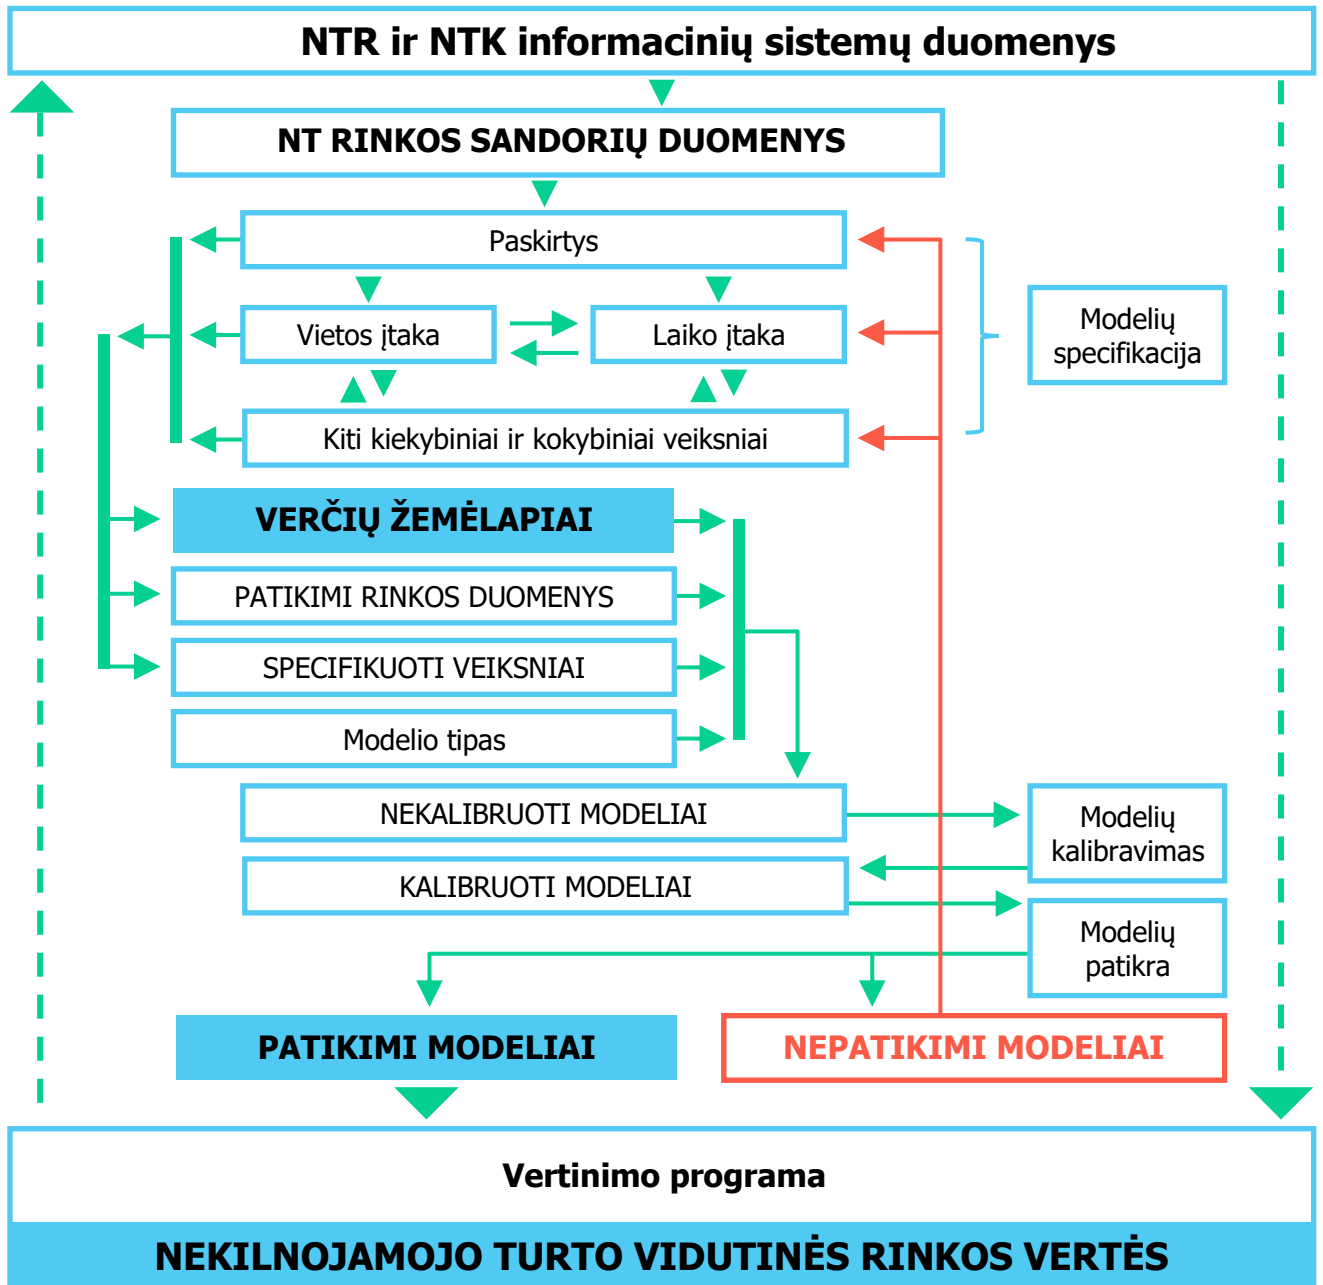 NTR ir NTK informacinių sistemų duomenys
NT RINKOS SANDORIŲ DUOMENYS
Paskirtys
Vietos įtaka
Laiko įtaka
Modelių
specifikacija
Kiti kiekybiniai ir kokybiniai veiksniai
VERČIŲ ŽEMĖLAPIAI
PATIKIMI RINKOS DUOMENYS
SPECIFIKUOTI VEIKSNIAI
Modelio tipas
NEKALIBRUOTI MODELIAI
Modelių
kalibravimas
KALIBRUOTI MODELIAI
Modelių
patikra
PATIKIMI MODELIAI
NEPATIKIMI MODELIAI
Vertinimo programa
NEKILNOJAMOJO TURTO VIDUTINĖS RINKOS VERTĖS